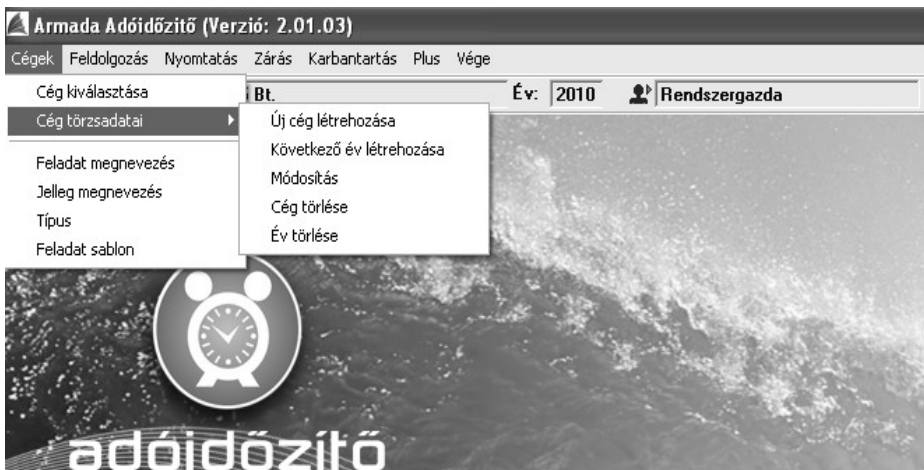 Armada Adóidőzitő (Verzió: 2.01.03)
Cégek Feldolgozás Nyomtatás Zárás Karbantartás Plus Vége
Bt. Év: 2010 Rendszergazda
Cég kiválasztása
Cég törzsadatai
Feladat megnevezés
Jelleg megnevezés
Típus
Feladat sablon
Új cég létrehozása
Következő év létrehozása
Módosítás
Cég törlése
Év törlése
adóidőzítő